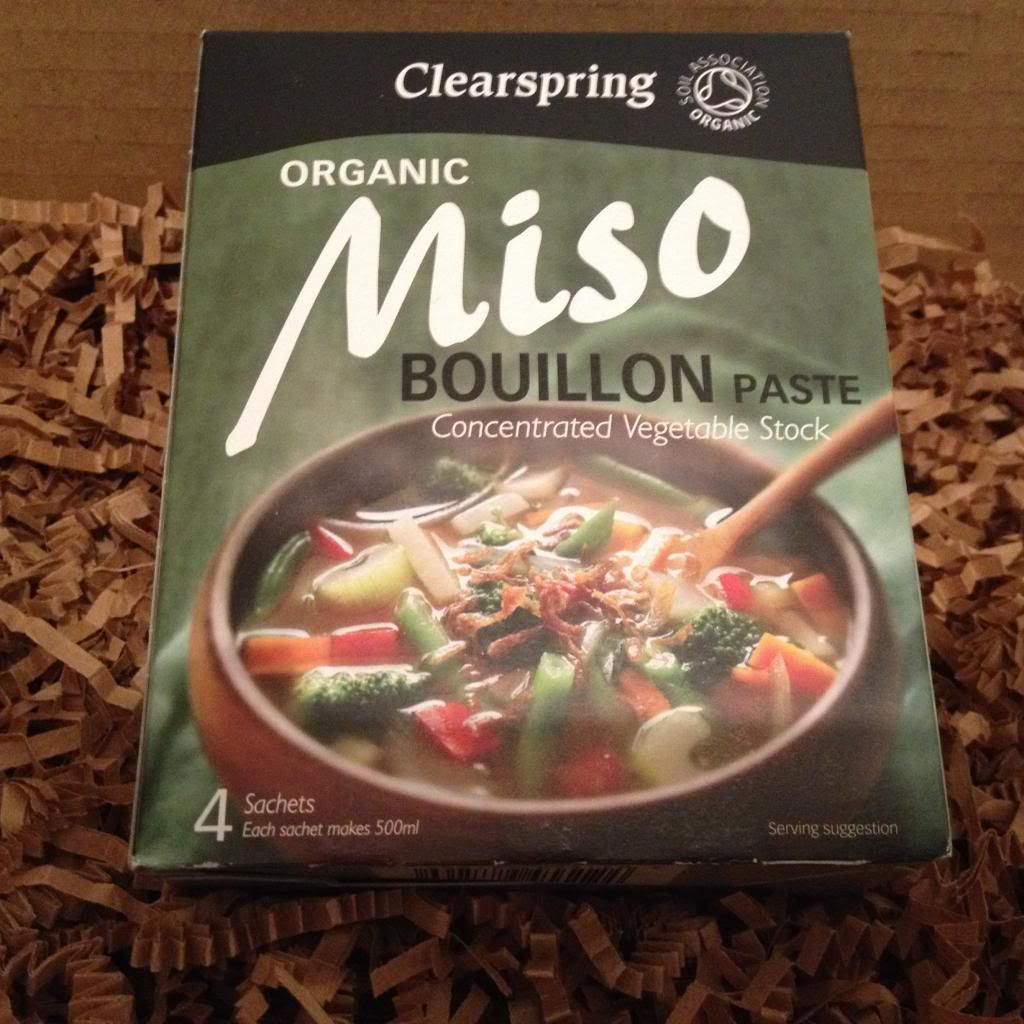 Clearspring
SOIL ASSOCIATION
ORGANIC
ORGANIC
Miso
BOUILLON PASTE
Concentrated Vegetable Stock
4 Sachets
Each sachet makes 500ml
Serving suggestion